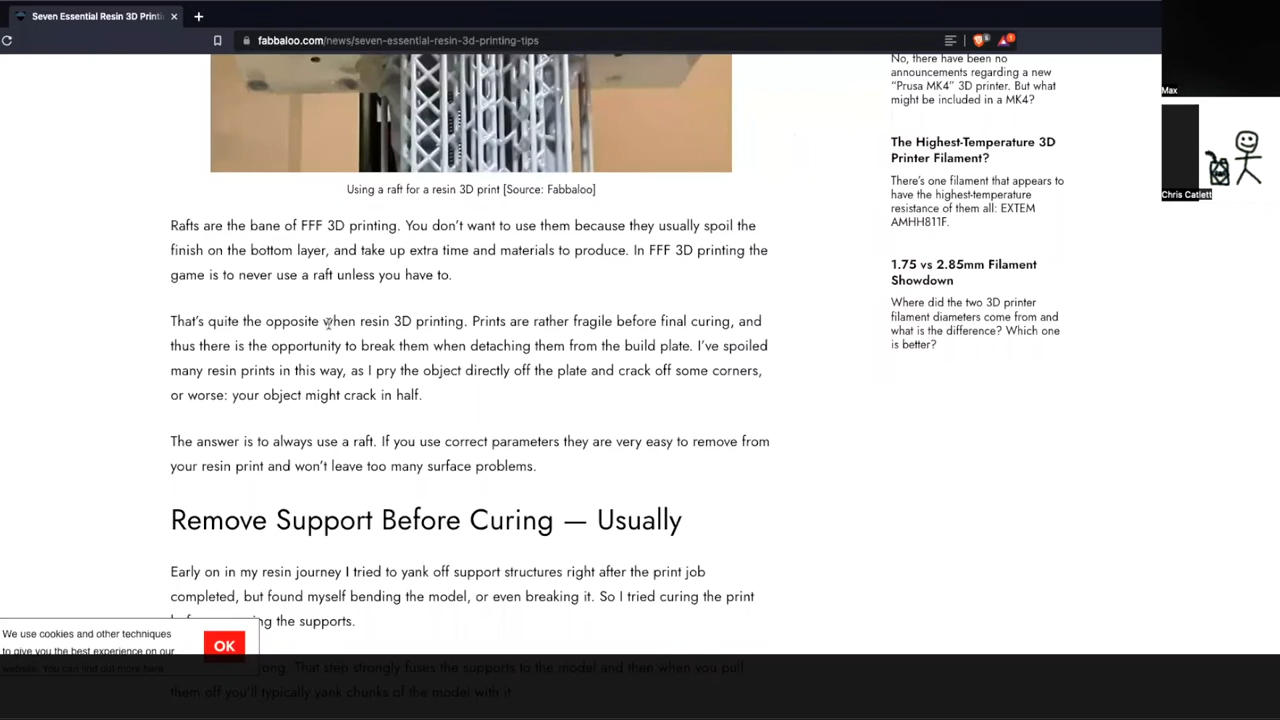 Seven Essential Resin 3D Printi
fabbaloo.com/news/seven-essential-resin-3d-printing-tips
Max
Chris Catlett
Using a raft for a resin 3D print [Source: Fabbaloo]
Rafts are the bane of FFF 3D printing. You don't want to use them because they usually spoil the
finish on the bottom layer, and take up extra time and materials to produce. In FFF 3D printing the
game is to never use a raft unless you have to.
That's quite the opposite when resin 3D printing. Prints are rather fragile before final curing, and
thus there is the opportunity to break them when detaching them from the build plate. I've spoiled
many resin prints in this way, as I pry the object directly off the plate and crack off some corners,
or worse: your object might crack in half.
The answer is to always use a raft. If you use correct parameters they are very easy to remove from
your resin print and won't leave too many surface problems.
Remove Support Before Curing — Usually
Early on in my resin journey I tried to yank off support structures right after the print job
completed, but found myself bending the model, or even breaking it. So I tried curing the print
the supports.
That step strongly fuses the supports to the model and then when you pull
them off you'll typically yank chunks of the model with it
No, there have been no
announcements regarding a new
"Prusa MK4" 3D printer. But what
might be included in a MK4?
The Highest-Temperature 3D
Printer Filament?
There's one filament that appears to
have the highest-temperature
resistance of them all: EXTEM
AMHH811F.
1.75 vs 2.85mm Filament
Showdown
Where did the two 3D printer
filament diameters come from and
what is the difference? Which one
is better?
We use cookies and other techniques
to give you the best experience on our
website. You can find out more here
OK